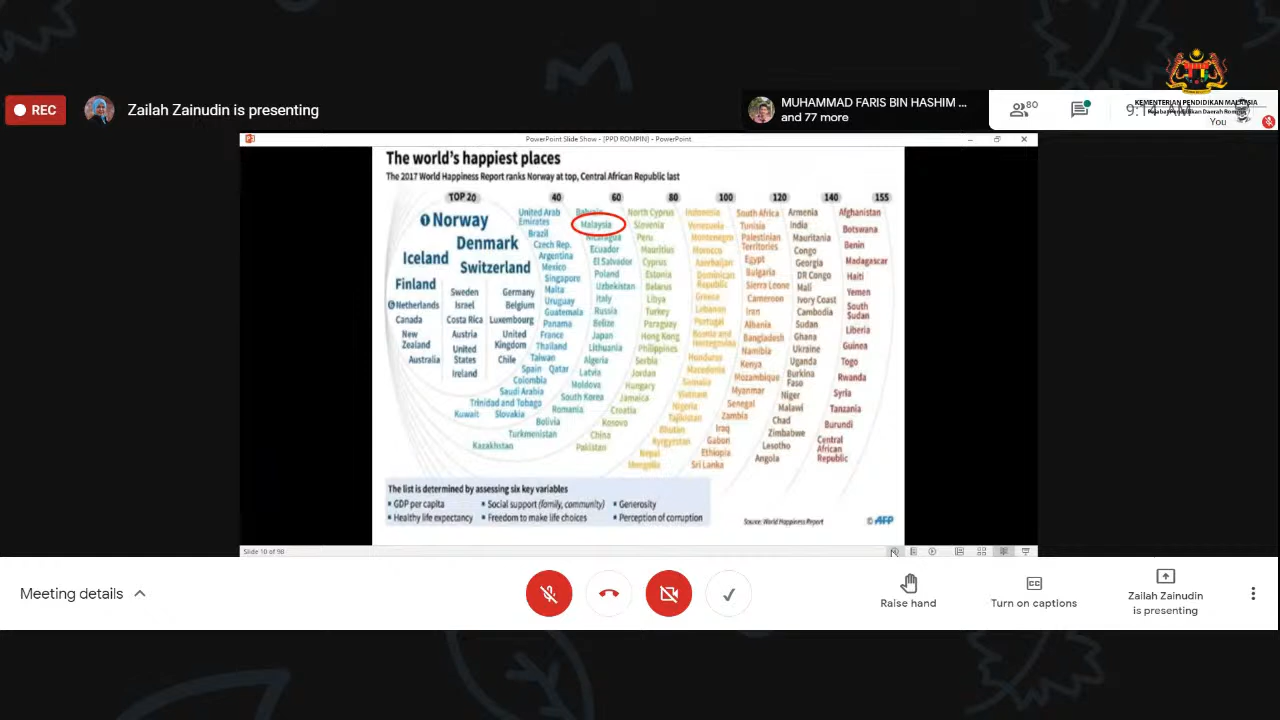 REC
Zailah Zainudin is presenting
MUHAMMAD FARIS BIN HASHIM ...
and 77 more
80
KEMENTERIAN PENDIDIKAN MALAYSIA
9:14 AM
You
PowerPoint Slide Show - [PPD ROMPIN] - PowerPoint
The world's happiest places
The 2017 World Happiness Report ranks Norway at top, Central African Republic last
TOP 20
1 Norway
Denmark
Iceland
Switzerland
Finland
Netherlands
Canada
New
Zealand
Australia
Sweden
Israel
Costa Rica
Austria
United
States
Ireland
Germany
Belgium
Luxembourg
United
Kingdom
Chile
40
United Arab
Emirates
Brazil
Czech Rep.
Argentina
Mexico
Singapore
Malta
Uruguay
Guatemala
Panama
France
Thailand
Taiwan
Spain Qatar
Colombia
Saudi Arabia
Trinidad and Tobago
Kuwait Slovakia
Bolivia
Turkmenistan
Kazakhstan
60
Bahrain
Malaysia
Nicaragua
Ecuador
El Salvador
Poland
Uzbekistan
Italy
Russia
Belize
Japan
Lithuania
Algeria
Latvia
Moldova
South Korea
Romania
80
North Cyprus
Slovenia
Peru
Mauritius
Cyprus
Estonia
Belarus
Libya
Turkey
Paraguay
Hong Kong
Philippines
Serbia
Jordan
Hungary
Jamaica
Croatia
Kosovo
China
Pakistan
100
Indonesia
Venezuela
Montenegro
Morocco
Azerbaijan
Dominican
Republic
Greece
Lebanon
Portugal
Bosnia and
Herzegovina
Honduras
Macedonia
Somalia
Vietnam
Nigeria
Tajikistan
Bhutan
Kyrgyzstan
Nepal
Mongolia
120
South Africa
Tunisia
Palestinian
Territories
Egypt
Bulgaria
Sierra Leone
Cameroon
Iran
Albania
Bangladesh
Namibia
Kenya
Mozambique
Myanmar
Senegal
Zambia
Iraq
Gabon
Ethiopia
Sri Lanka
140
Armenia
India
Mauritania
Congo
Georgia
DR Congo
Mali
Ivory Coast
Cambodia
Sudan
Ghana
Ukraine
Uganda
Burkina
Faso
Niger
Malawi
Chad
Zimbabwe
Lesotho
Angola
155
Afghanistan
Botswana
Benin
Madagascar
Haiti
Yemen
South
Sudan
Liberia
Guinea
Togo
Rwanda
Syria
Tanzania
Burundi
Central
African
Republic
The list is determined by assessing six key variables
▪ GDP per capita ▪ Social support (family, community) ▪ Generosity
▪ Healthy life expectancy ▪ Freedom to make life choices ▪ Perception of corruption
Source: World Happiness Report © AFP
Slide 10 of 98
Meeting details
Raise hand
Turn on captions
Zailah Zainudin
is presenting